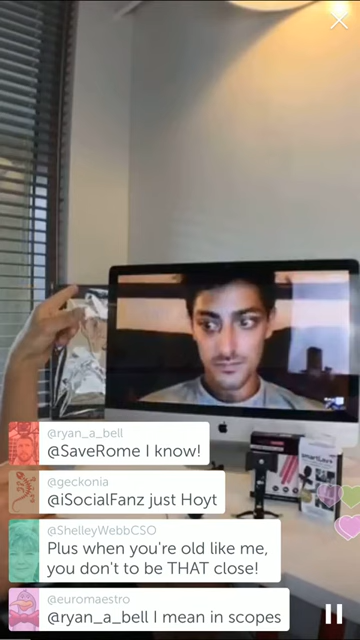 smartLens
@ryan_a_bell
@SaveRome I know!
@geckonia
@iSocialFanz just Hoyt
@ShelleyWebbCSO
Plus when you're old like me,
you don't to be THAT close!
@euromaestro
@ryan_a_bell I mean in scopes